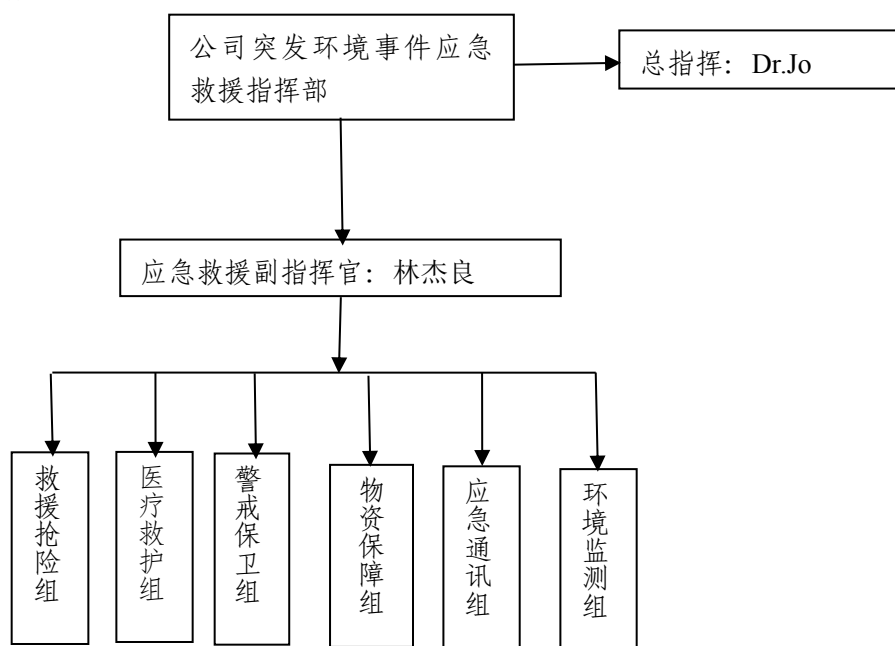 公司突发环境事件应急
救援指挥部
总指挥：Dr.Jo
应急救援副指挥官：林杰良
救援抢险组
医疗救护组
警戒保卫组
物资保障组
应急通讯组
环境监测组